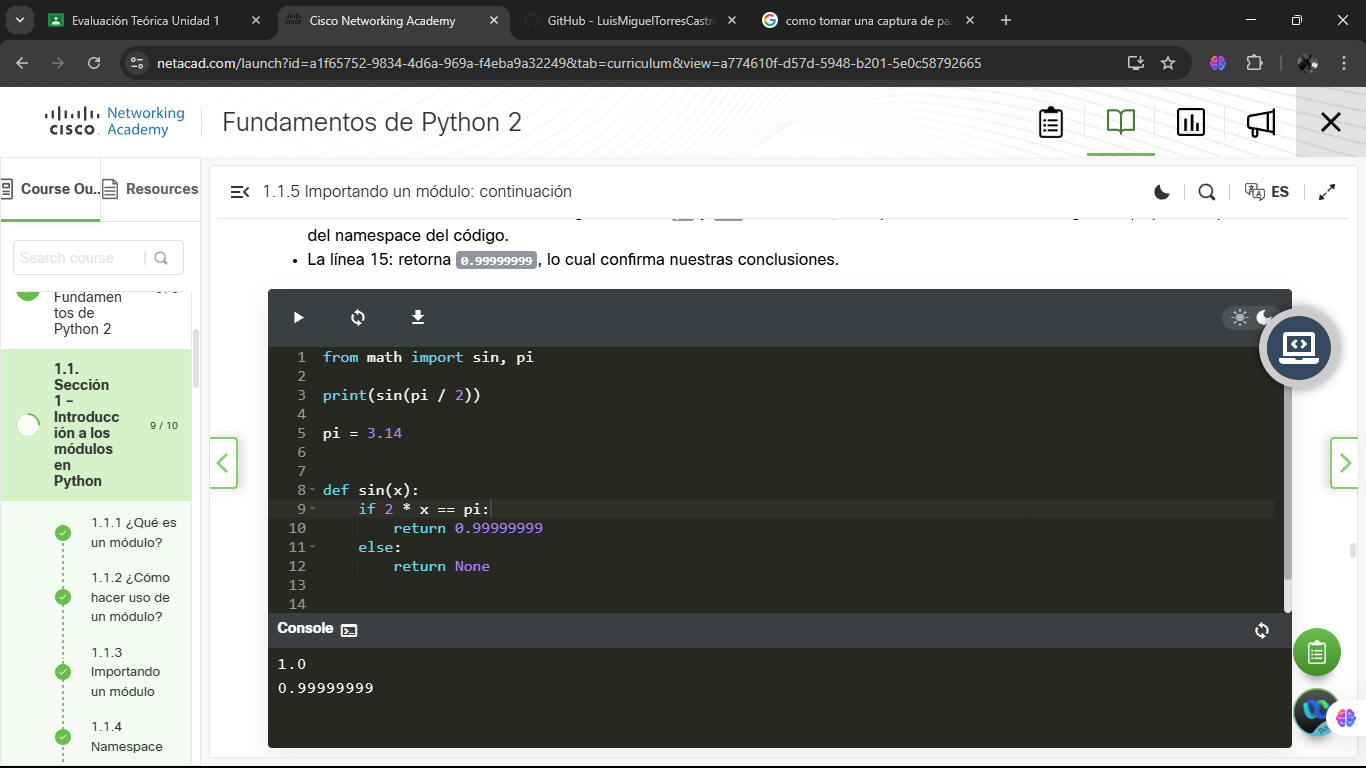 Evaluación Teórica Unidad 1
Cisco Networking Academy
GitHub - LuisMiguelTorresCastr
como tomar una captura de pa
netacad.com/launch?id=a1f65752-9834-4d6a-969a-f4eba9a32249&tab=curriculum&view=a774610f-d57d-5948-b201-5e0c58792665
CISCO Networking Academy
Fundamentos de Python 2
Course Ou...
Resources
1.1.5 Importando un módulo: continuación
ES
Search course
Fundamen
tos de
Python 2
1.1.
Sección
1 –
Introducc
ión a los
módulos
en
Python
9 / 10
1.1.1 ¿Qué es
un módulo?
1.1.2 ¿Cómo
hacer uso de
un módulo?
1.1.3
Importando
un módulo
1.1.4
Namespace
del namespace del código.
• La línea 15: retorna 0.99999999, lo cual confirma nuestras conclusiones.
1 from math import sin, pi
2
3 print(sin(pi / 2))
4
5 pi = 3.14
6
7
8 def sin(x):
9 if 2 * x == pi:
10 return 0.99999999
11 else:
12 return None
13
14
Console
1.0
0.99999999